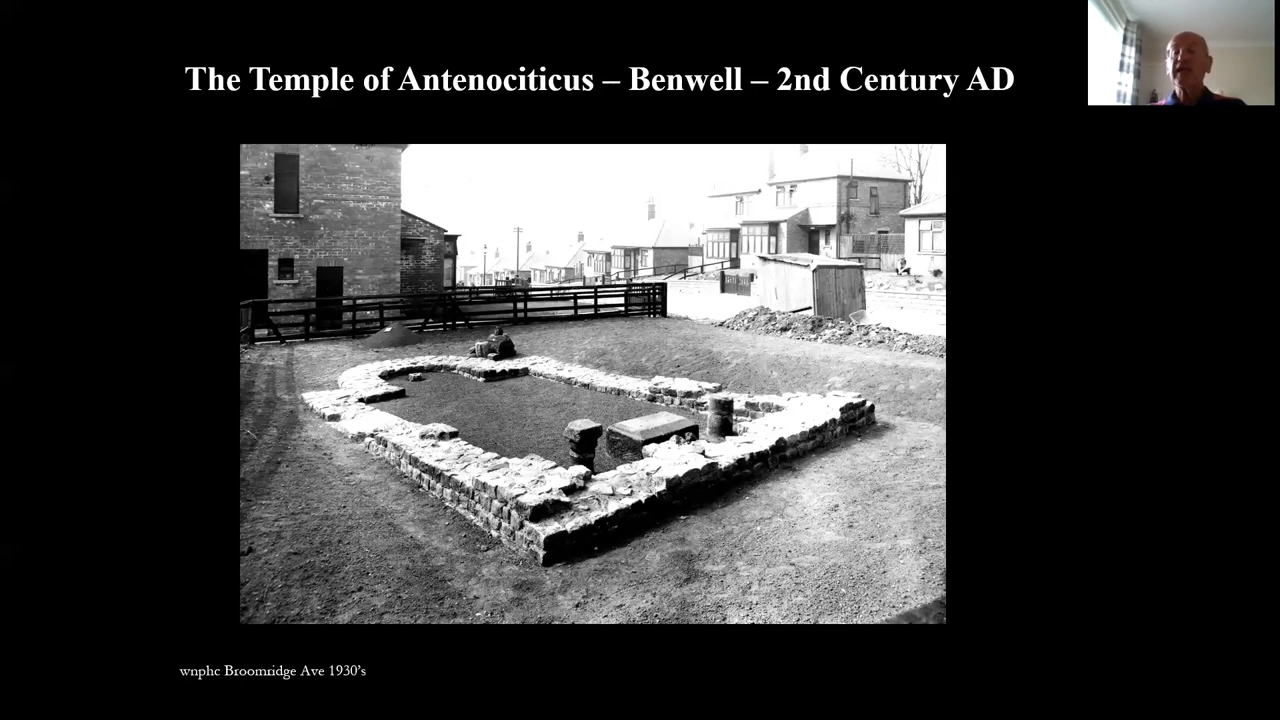 The Temple of Antenociticus – Benwell – 2nd Century AD
wnphc Broomridge Ave 1930’s